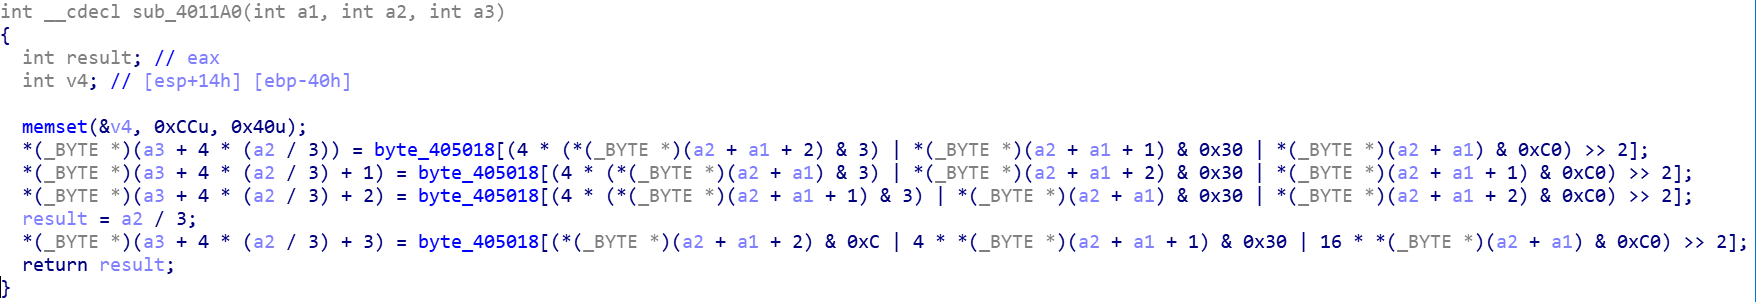 int __cdecl sub_4011A0(int a1, int a2, int a3)
{
  int result; // eax
  int v4; // [esp+14h] [ebp-40h]

  memset(&v4, 0xCCu, 0x40u);
  *(_BYTE *)(a3 + 4 * (a2 / 3)) = byte_405018[(4 * (*(_BYTE *)(a2 + a1 + 2) & 3) | *(_BYTE *)(a2 + a1 + 1) & 0x30 | *(_BYTE *)(a2 + a1) & 0xC0) >> 2];
  *(_BYTE *)(a3 + 4 * (a2 / 3) + 1) = byte_405018[(4 * (*(_BYTE *)(a2 + a1) & 3) | *(_BYTE *)(a2 + a1 + 2) & 0x30 | *(_BYTE *)(a2 + a1 + 1) & 0xC0) >> 2];
  *(_BYTE *)(a3 + 4 * (a2 / 3) + 2) = byte_405018[(4 * (*(_BYTE *)(a2 + a1 + 1) & 3) | *(_BYTE *)(a2 + a1) & 0x30 | *(_BYTE *)(a2 + a1 + 2) & 0xC0) >> 2];
  result = a2 / 3;
  *(_BYTE *)(a3 + 4 * (a2 / 3) + 3) = byte_405018[(*(_BYTE *)(a2 + a1 + 2) & 0xC | 4 * *(_BYTE *)(a2 + a1 + 1) & 0x30 | 16 * *(_BYTE *)(a2 + a1) & 0xC0) >> 2];
  return result;
}